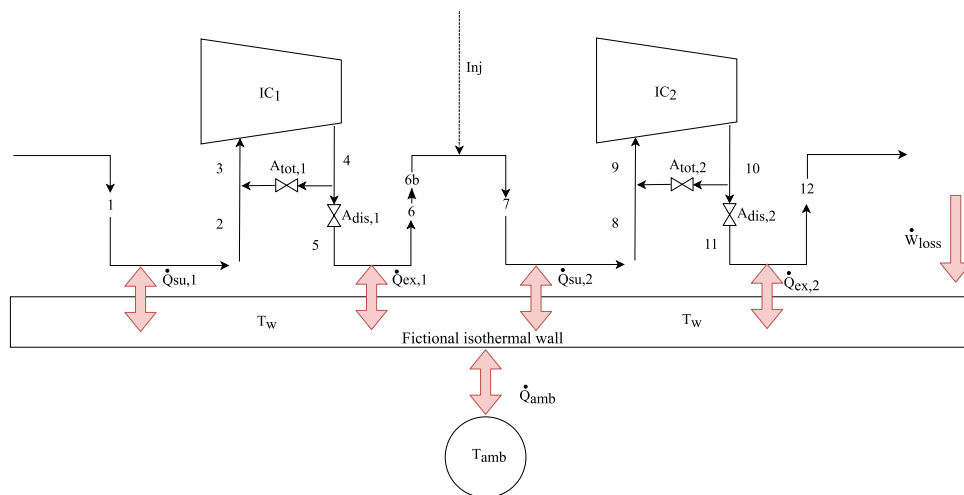 Inj
IC1
IC2
3
4
9
10
Atot,1
Atot,2
6b
12
1
6
7
2
5
Adis,1
8
11
Adis,2
Q̇su,1
Q̇ex,1
Q̇su,2
Q̇ex,2
Ẇloss
Tw
Tw
Fictional isothermal wall
Q̇amb
Tamb